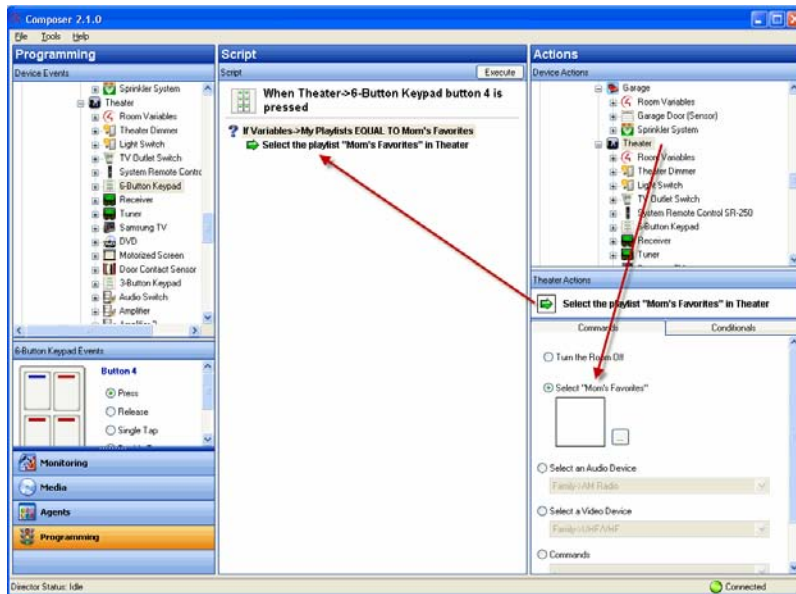 Composer 2.1.0
File Tools Help
Programming
Device Events
Sprinkler System
Theater
Room Variables
Theater Dimmer
Light Switch
TV Outlet Switch
System Remote Contro
6-Button Keypad
Receiver
Tuner
Samsung TV
DVD
Motorized Screen
Door Contact Sensor
3-Button Keypad
Audio Switch
Amplifier
6-Button Keypad Events
Button 4
Press
Release
Single Tap
Monitoring
Media
Agents
Programming
Script
Script Execute
When Theater->6-Button Keypad button 4 is
pressed
If Variables->My Playlists EQUAL TO Mom's Favorites
Select the playlist "Mom's Favorites" in Theater
Actions
Device Actions
Garage
Room Variables
Garage Door (Sensor)
Sprinkler System
Theater
Room Variables
Theater Dimmer
Light Switch
TV Outlet Switch
System Remote Control SR-250
6-Button Keypad
Receiver
Tuner
Theater Actions
Select the playlist "Mom's Favorites" in Theater
Commands Conditionals
Turn the Room Off
Select "Mom's Favorites"
...
Select an Audio Device
Family->AM Radio
Select a Video Device
Family->UHF/VHF
Commands
Director Status: Idle
Connected